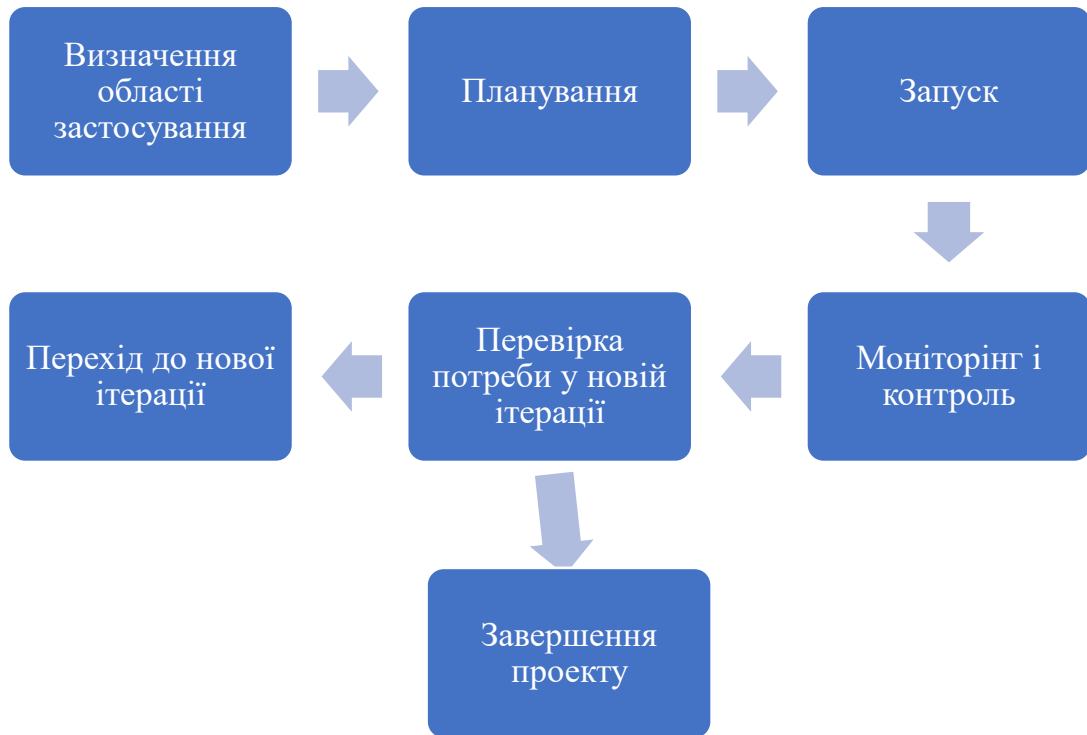 Визначення
області
застосування
Планування
Запуск
Моніторінг і
контроль
Перевірка
потреби у новій
ітерації
Перехід до нової
ітерації
Завершення
проекту